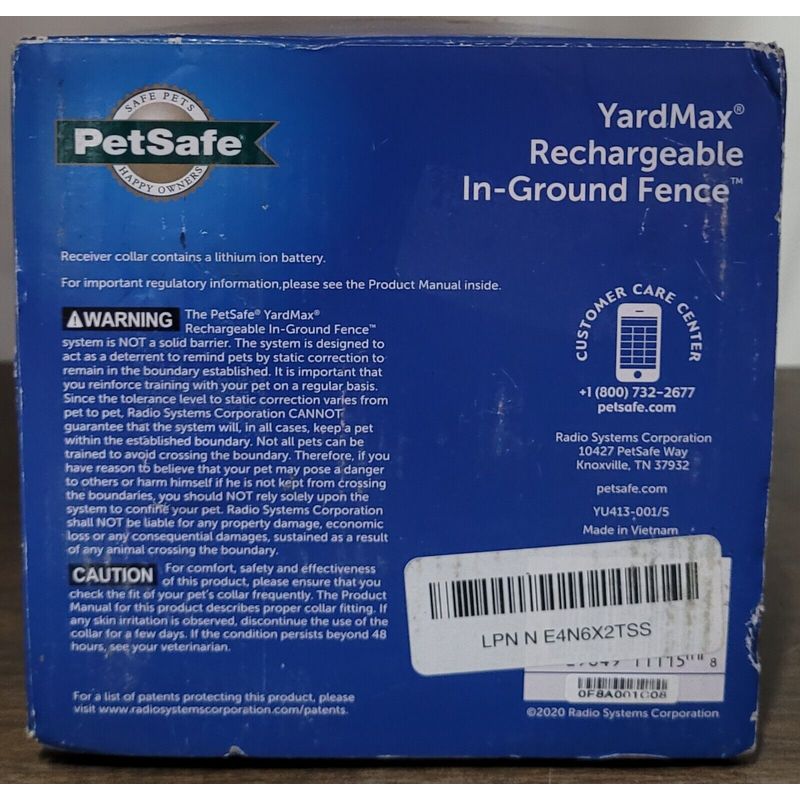 SAFE PETS
PetSafe®
HAPPY OWNERS
YardMax®
Rechargeable
In-Ground Fence™
Receiver collar contains a lithium ion battery.
For important regulatory information,please see the Product Manual inside.
WARNING The PetSafe® YardMax®
Rechargeable In-Ground Fence™
system is NOT a solid barrier. The system is designed to
act as a deterrent to remind pets by static correction to
remain in the boundary established. It is important that
you reinforce training with your pet on a regular basis.
Since the tolerance level to static correction varies from
pet to pet, Radio Systems Corporation CANNOT
guarantee that the system will, in all cases, keep a pet
within the established boundary. Not all pets can be
trained to avoid crossing the boundary. Therefore, if you
have reason to believe that your pet may pose a danger
to others or harm himself if he is not kept from crossing
the boundaries, you should NOT rely solely upon the
system to confine your pet. Radio Systems Corporation
shall NOT be liable for any property damage, economic
loss or any consequential damages, sustained as a result
of any animal crossing the boundary.
CAUTION For comfort, safety and effectiveness
of this product, please ensure that you
check the fit of your pet's collar frequently. The Product
Manual for this product describes proper collar fitting. If
any skin irritation is observed, discontinue the use of the
collar for a few days. If the condition persists beyond 48
hours, see your veterinarian.
For a list of patents protecting this product, please
visit www.radiosystemscorporation.com/patents.
CUSTOMER CARE CENTER
+1 (800) 732-2677
petsafe.com
Radio Systems Corporation
10427 PetSafe Way
Knoxville, TN 37932
petsafe.com
YU413-001/5
Made in Vietnam
LPN N E4N6X2TSS
8
0F8A001C08
©2020 Radio Systems Corporation